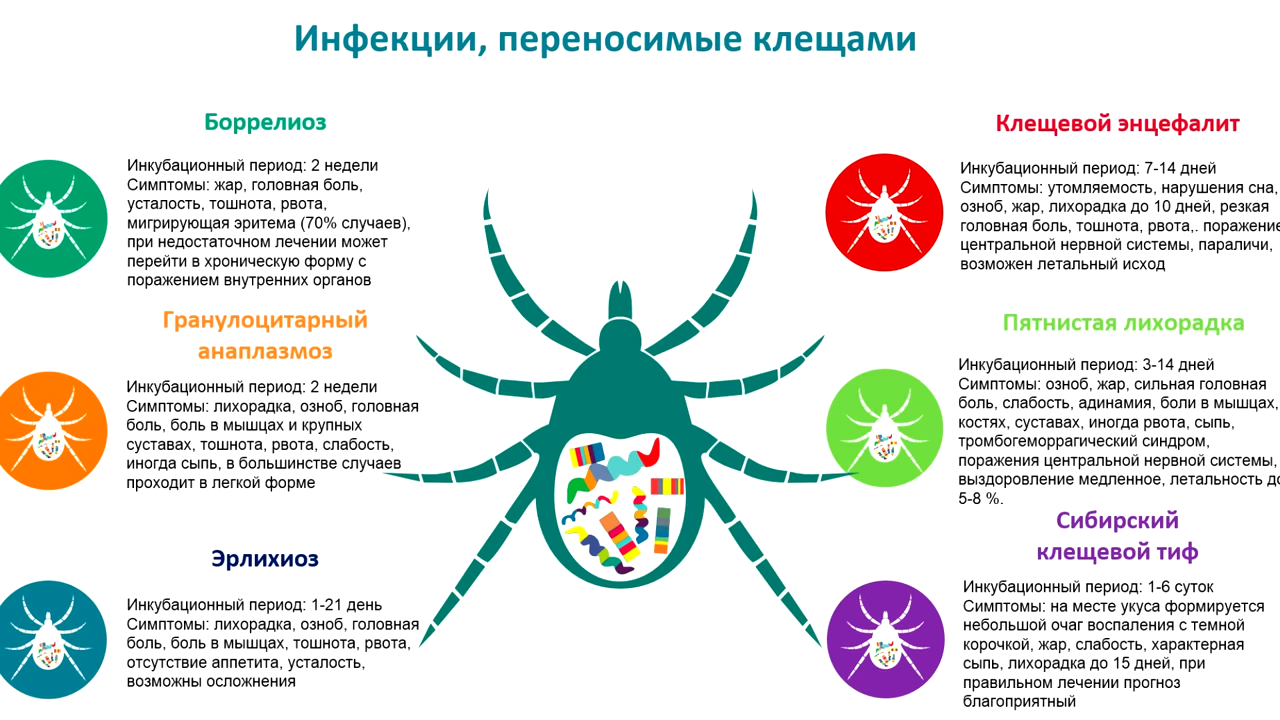 Инфекции, переносимые клещами
Боррелиоз
Инкубационный период: 2 недели
Симптомы: жар, головная боль,
усталость, тошнота, рвота,
мигрирующая эритема (70% случаев),
при недостаточном лечении может
перейти в хроническую форму с
поражением внутренних органов
Гранулоцитарный
анаплазмоз
Инкубационный период: 2 недели
Симптомы: лихорадка, озноб, головная
боль, боль в мышцах и крупных
суставах, тошнота, рвота, слабость,
иногда сыпь, в большинстве случаев
проходит в легкой форме
Эрлихиоз
Инкубационный период: 1-21 день
Симптомы: лихорадка, озноб, головная
боль, боль в мышцах, тошнота, рвота,
отсутствие аппетита, усталость,
возможны осложнения
Клещевой энцефалит
Инкубационный период: 7-14 дней
Симптомы: утомляемость, нарушения сна,
озноб, жар, лихорадка до 10 дней, резкая
головная боль, тошнота, рвота,. поражение
центральной нервной системы, параличи,
возможен летальный исход
Пятнистая лихорадка
Инкубационный период: 3-14 дней
Симптомы: озноб, жар, сильная головная
боль, слабость, адинамия, боли в мышцах,
костях, суставах, иногда рвота, сыпь,
тромбогеморрагический синдром,
поражения центральной нервной системы,
выздоровление медленное, летальность до
5-8 %.
Сибирский
клещевой тиф
Инкубационный период: 1-6 суток
Симптомы: на месте укуса формируется
небольшой очаг воспаления с темной
корочкой, жар, слабость, характерная
сыпь, лихорадка до 15 дней, при
правильном лечении прогноз
благоприятный